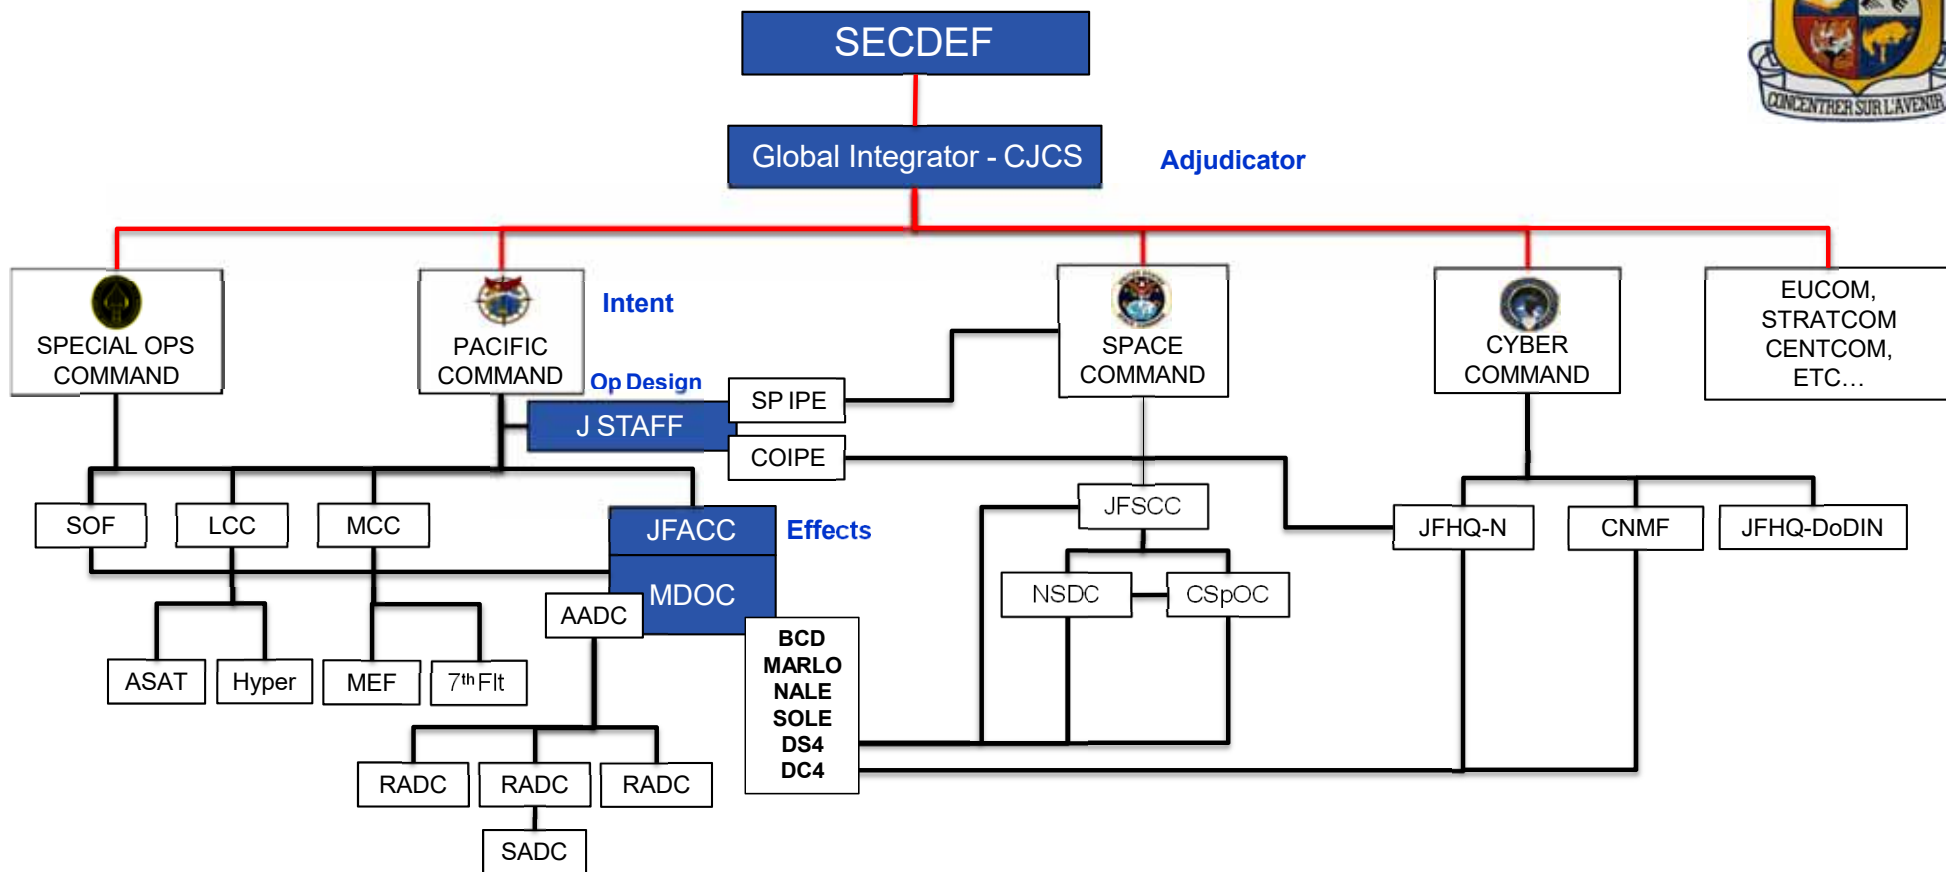 SECDEF
CONCENTRER SUR L'AVENIR
Global Integrator - CJCS
Adjudicator
SPECIAL OPS
COMMAND
PACIFIC
COMMAND
Intent
SPACE
COMMAND
CYBER
COMMAND
EUCOM,
STRATCOM
CENTCOM,
ETC…
Op Design
J STAFF
SP IPE
COIPE
SOF
LCC
MCC
JFACC
Effects
JFSCC
JFHQ-N
CNMF
JFHQ-DoDIN
MDOC
AADC
NSDC
CSpOC
ASAT
Hyper
MEF
7th Flt
BCD
MARLO
NALE
SOLE
DS4
DC4
RADC
RADC
RADC
SADC